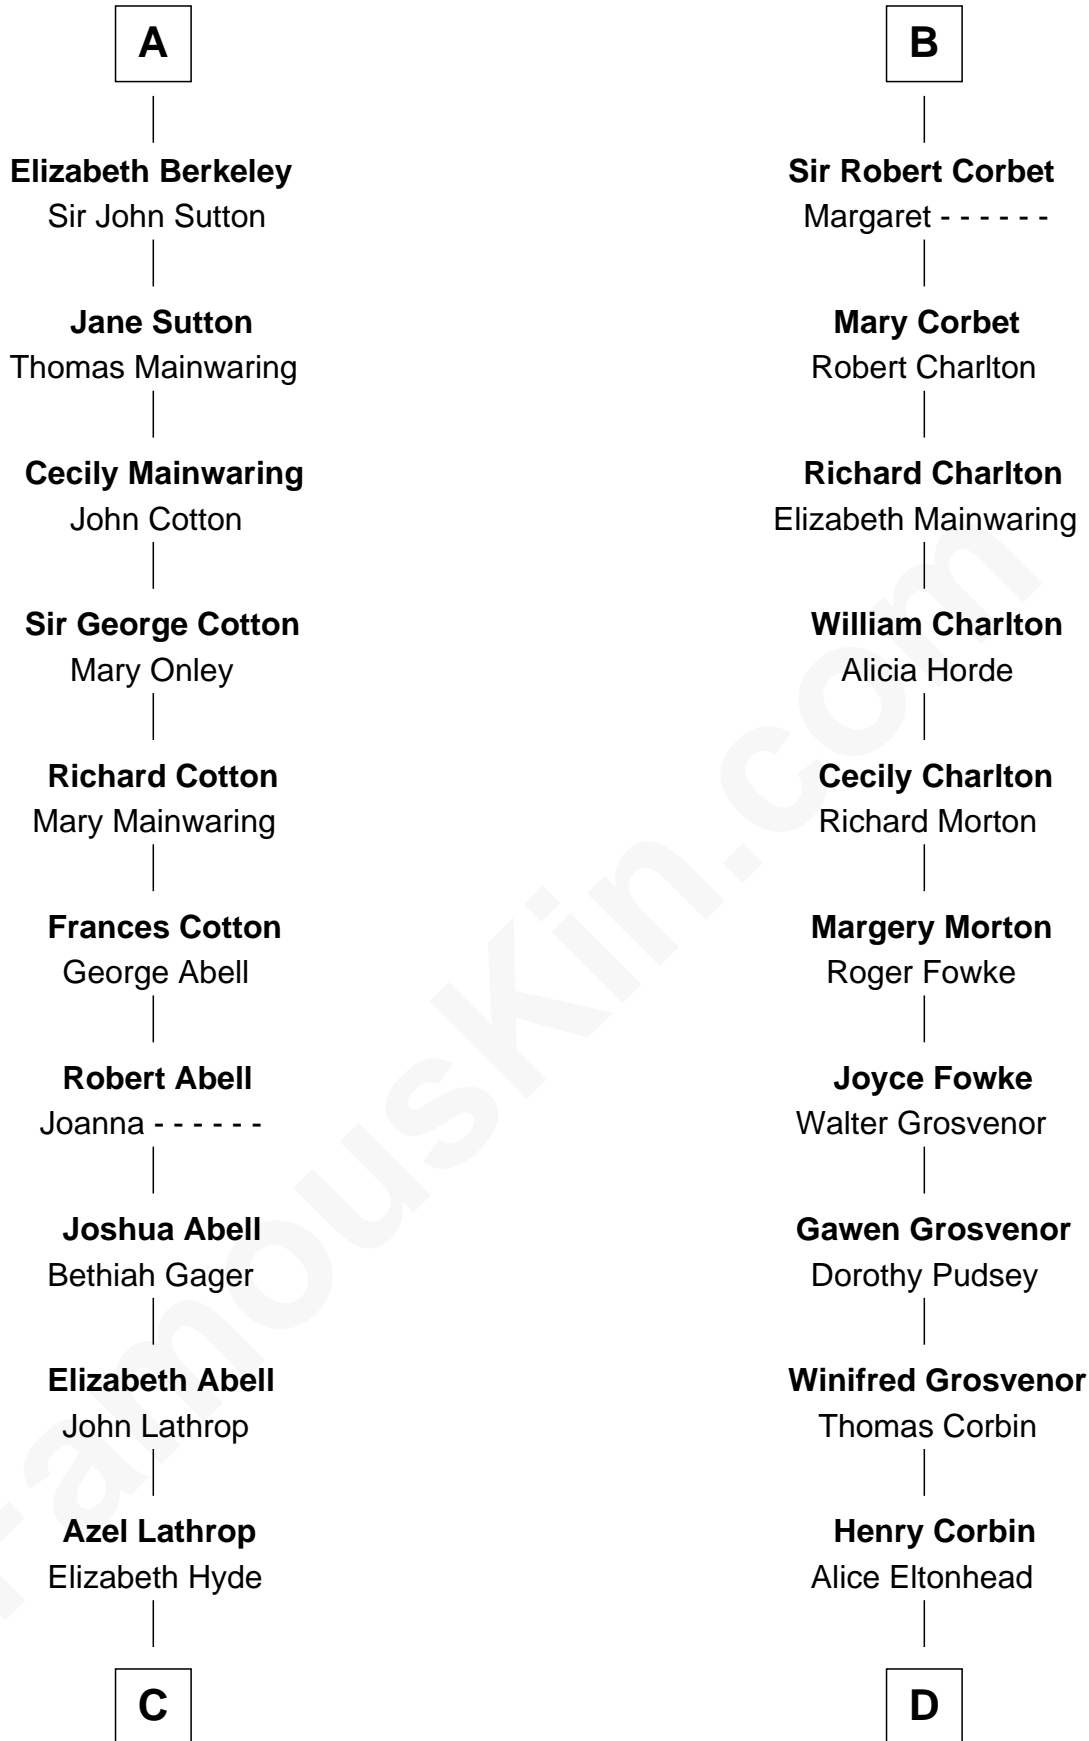 A
Elizabeth Berkeley
Sir John Sutton
Jane Sutton
Thomas Mainwaring
Cecily Mainwaring
John Cotton
Sir George Cotton
Mary Onley
Richard Cotton
Mary Mainwaring
Frances Cotton
George Abell
Robert Abell
Joanna - - - - - -
Joshua Abell
Bethiah Gager
Elizabeth Abell
John Lathrop
Azel Lathrop
Elizabeth Hyde
C
B
Sir Robert Corbet
Margaret - - - - - -
Mary Corbet
Robert Charlton
Richard Charlton
Elizabeth Mainwaring
William Charlton
Alicia Horde
Cecily Charlton
Richard Morton
Margery Morton
Roger Fowke
Joyce Fowke
Walter Grosvenor
Gawen Grosvenor
Dorothy Pudsey
Winifred Grosvenor
Thomas Corbin
Henry Corbin
Alice Eltonhead
D
FamousKin.com